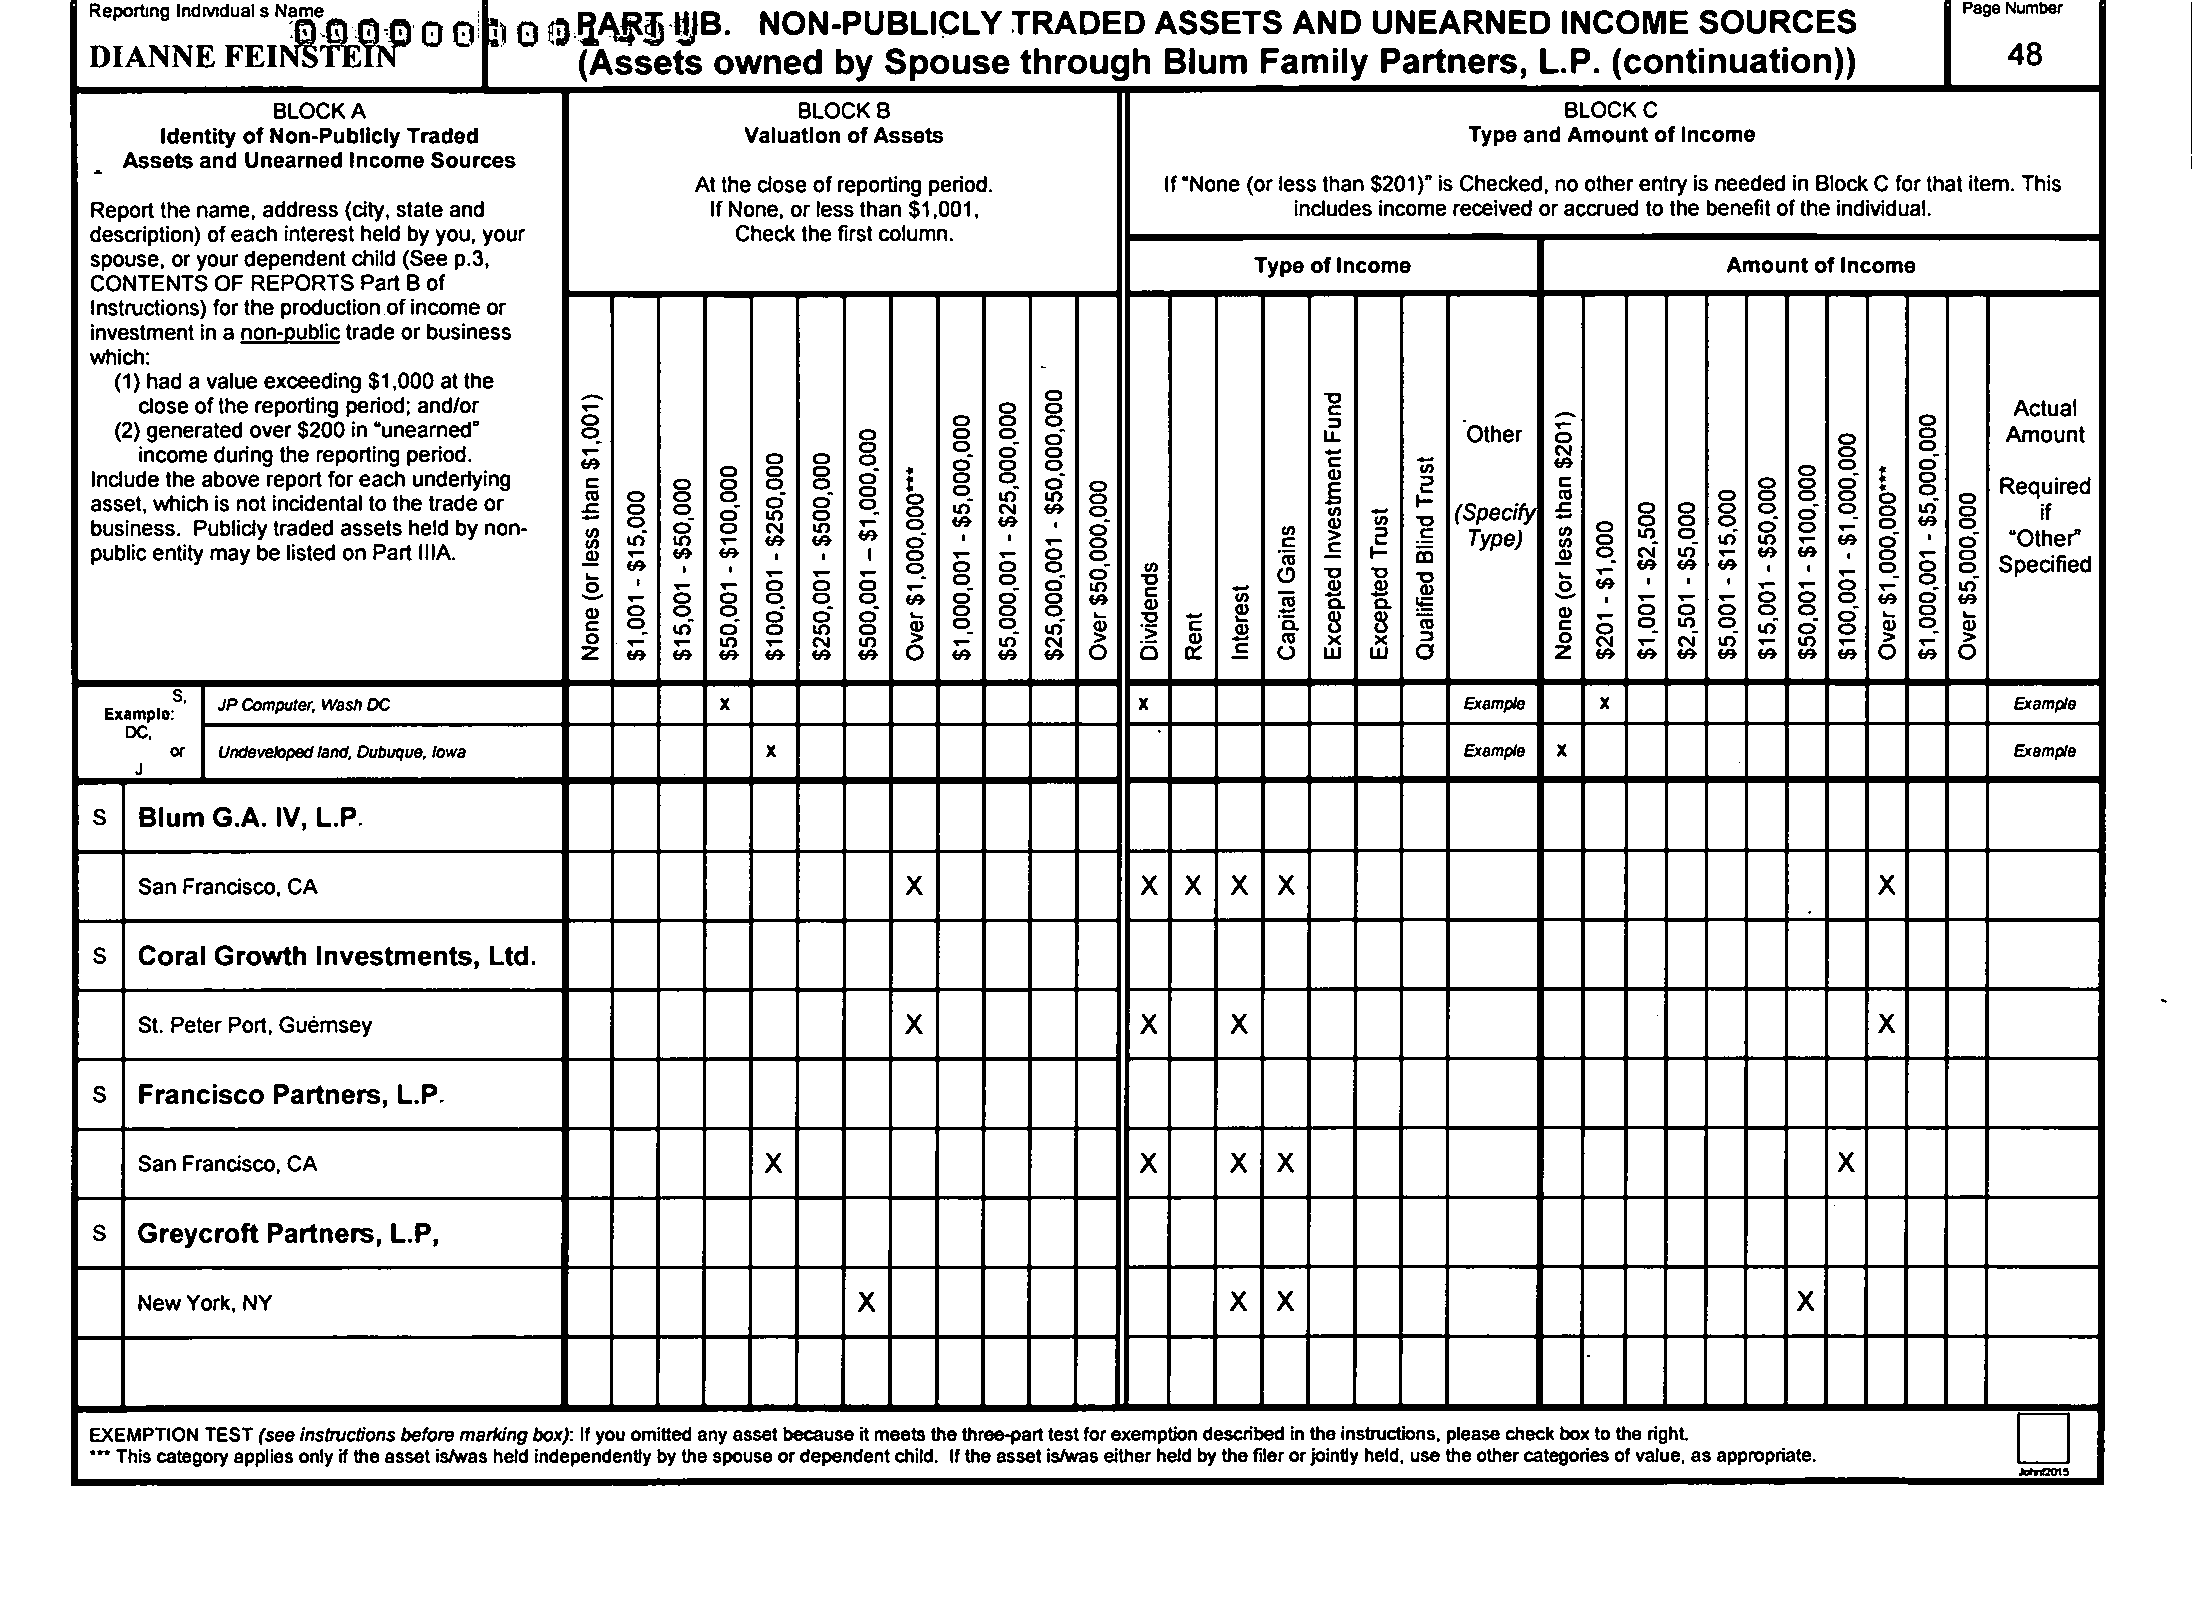 Reporting Individual s Name
DIANNE FEINSTEIN
PART IIIB. NON-PUBLICLY TRADED ASSETS AND UNEARNED INCOME SOURCES
(Assets owned by Spouse through Blum Family Partners, L.P. (continuation))
Page Number
48
BLOCK A
Identity of Non-Publicly Traded
Assets and Unearned Income Sources
Report the name, address (city, state and
description) of each interest held by you, your
spouse, or your dependent child (See p.3,
CONTENTS OF REPORTS Part B of
Instructions) for the production of income or
investment in a non-public trade or business
which:
(1) had a value exceeding $1,000 at the
close of the reporting period; and/or
(2) generated over $200 in "unearned"
income during the reporting period.
Include the above report for each underlying
asset, which is not incidental to the trade or
business. Publicly traded assets held by non-
public entity may be listed on Part IIIA.
BLOCK B
Valuation of Assets
At the close of reporting period.
If None, or less than $1,001,
Check the first column.
None (or less than $1,001)
$1,001 - $15,000
$15,001 - $50,000
$50,001 - $100,000
$100,001 - $250,000
$250,001 - $500,000
$500,001 – $1,000,000
Over $1,000,000***
$1,000,001 - $5,000,000
$5,000,001 - $25,000,000
$25,000,001 - $50,000,000
Over $50,000,000
BLOCK C
Type and Amount of Income
If "None (or less than $201)" is Checked, no other entry is needed in Block C for that item. This
includes income received or accrued to the benefit of the individual.
Type of Income
Dividends
Rent
Interest
Capital Gains
Excepted Investment Fund
Excepted Trust
Qualified Blind Trust
Other
(Specify
Type)
Amount of Income
None (or less than $201)
$201 - $1,000
$1,001 - $2,500
$2,501 - $5,000
$5,001 - $15,000
$15,001 - $50,000
$50,001 - $100,000
$100,001 - $1,000,000
Over $1,000,000***
$1,000,001 - $5,000,000
Over $5,000,000
Actual
Amount
Required
if
"Other"
Specified
Example: S,
DC,
or
J
JP Computer, Wash DC X X Example X Example
Undeveloped land, Dubuque, Iowa X Example X Example
S Blum G.A. IV, L.P.
San Francisco, CA X X X X X X
S Coral Growth Investments, Ltd.
St. Peter Port, Guernsey X X X X
S Francisco Partners, L.P.
San Francisco, CA X X X X X
S Greycroft Partners, L.P,
New York, NY X X X X
EXEMPTION TEST (see instructions before marking box): If you omitted any asset because it meets the three-part test for exemption described in the instructions, please check box to the right.
*** This category applies only if the asset is/was held independently by the spouse or dependent child. If the asset is/was either held by the filer or jointly held, use the other categories of value, as appropriate.
John/2015